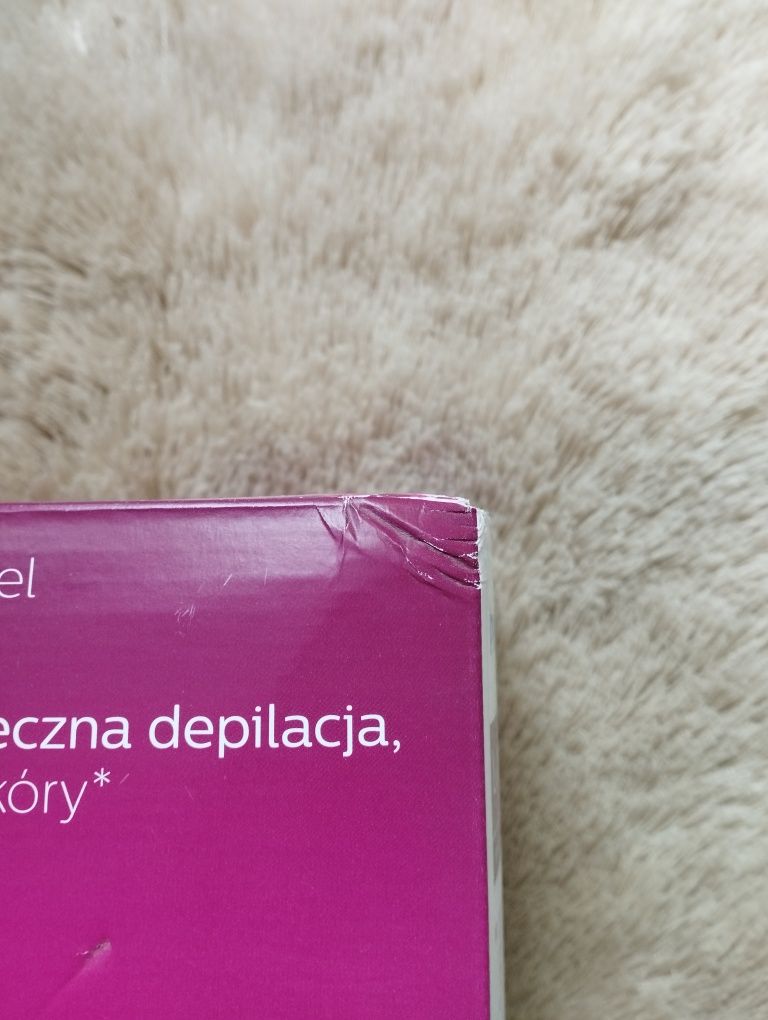 el
eczna depilacja,
kóry*